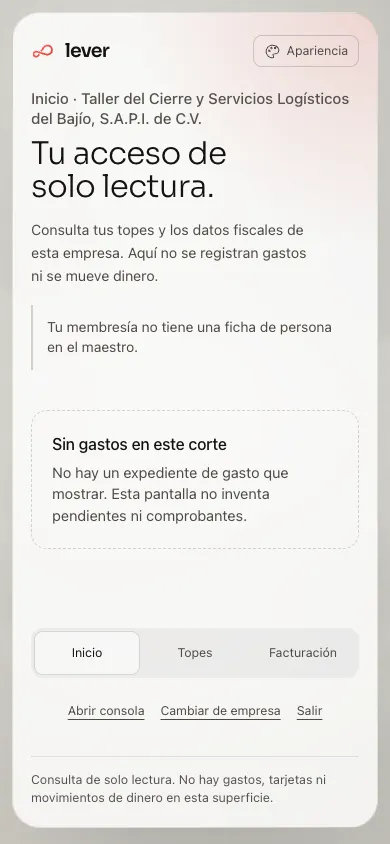 lever
Apariencia
Inicio · Taller del Cierre y Servicios Logísticos
del Bajío, S.A.P.I. de C.V.
Tu acceso de
solo lectura.
Consulta tus topes y los datos fiscales de
esta empresa. Aquí no se registran gastos
ni se mueve dinero.
Tu membresía no tiene una ficha de persona
en el maestro.
Sin gastos en este corte
No hay un expediente de gasto que
mostrar. Esta pantalla no inventa
pendientes ni comprobantes.
Inicio Topes Facturación
Abrir consola Cambiar de empresa Salir
Consulta de solo lectura. No hay gastos, tarjetas ni
movimientos de dinero en esta superficie.